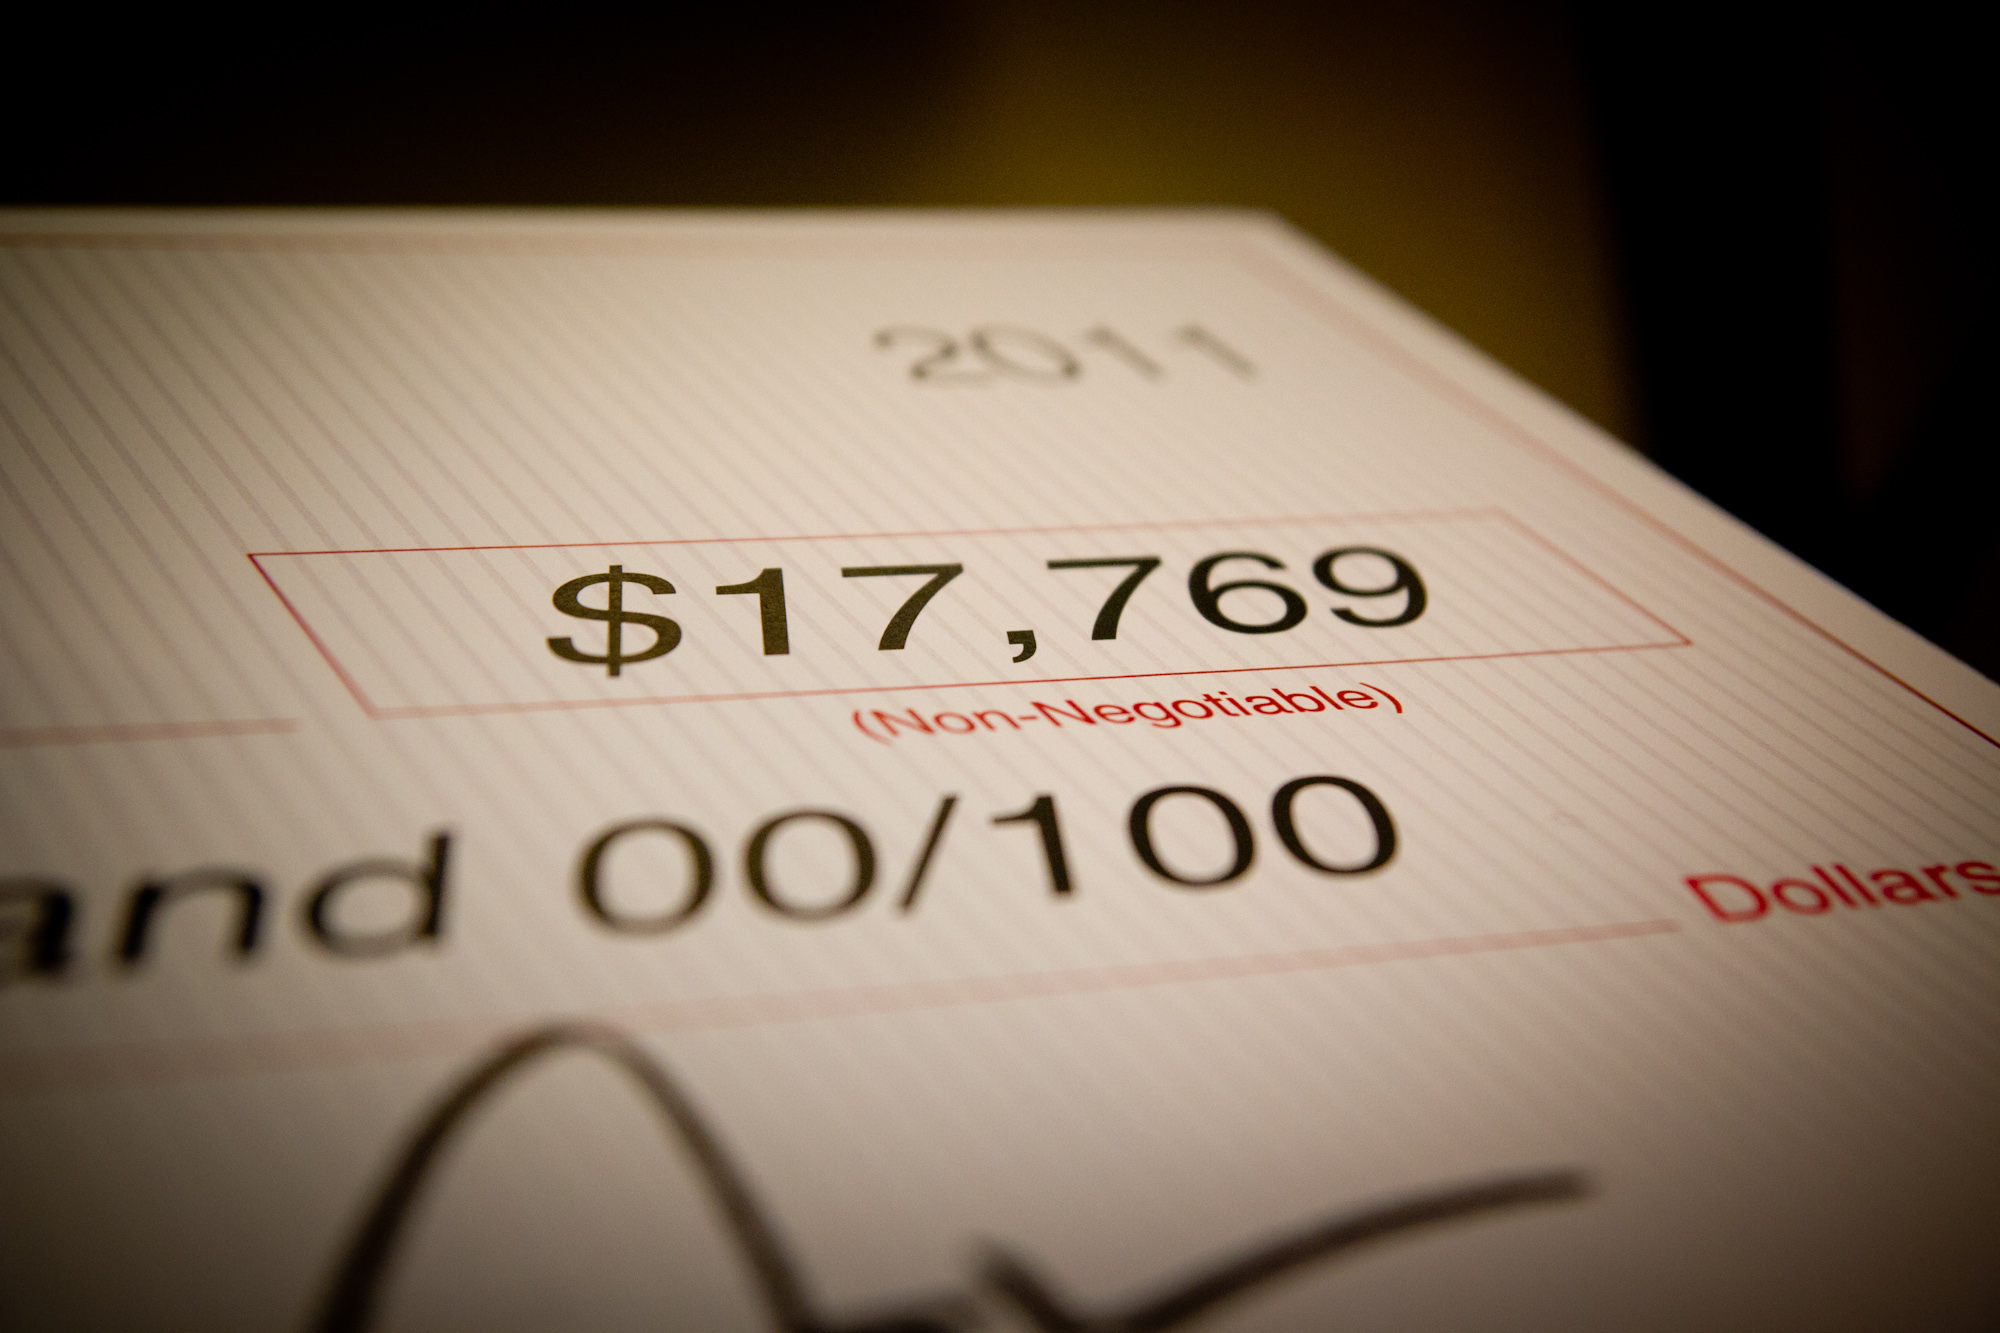 2011
$17,769
(Non-Negotiable)
and 00/100
Dollars